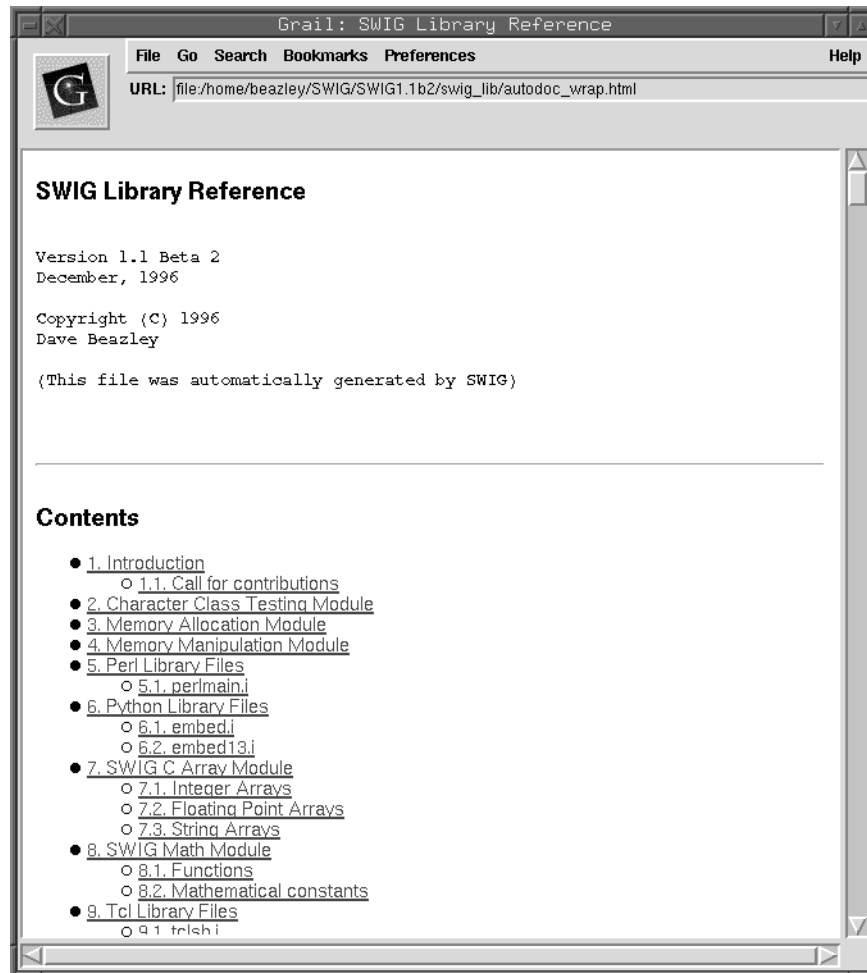 Grail: SWIG Library Reference
File Go Search Bookmarks Preferences Help
URL: file:/home/beazley/SWIG/SWIG1.1b2/swig_lib/autodoc_wrap.html
G
SWIG Library Reference
Version 1.1 Beta 2
December, 1996
Copyright (C) 1996
Dave Beazley
(This file was automatically generated by SWIG)
Contents
1. Introduction
1.1. Call for contributions
2. Character Class Testing Module
3. Memory Allocation Module
4. Memory Manipulation Module
5. Perl Library Files
5.1. perlmain.i
6. Python Library Files
6.1. embed.i
6.2. embed13.i
7. SWIG C Array Module
7.1. Integer Arrays
7.2. Floating Point Arrays
7.3. String Arrays
8. SWIG Math Module
8.1. Functions
8.2. Mathematical constants
9. Tcl Library Files
9.1. tclsh.i